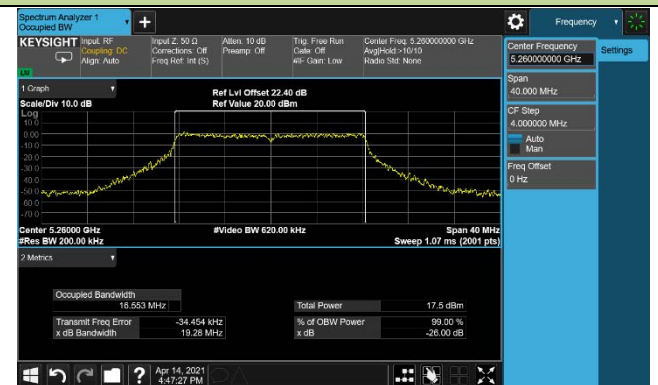 Spectrum Analyzer 1
Occupied BW
Frequency
KEYSIGHT
Input: RF
Coupling: DC
Align: Auto
Input Z: 50 Ω
Corrections: Off
Freq Ref: Int (S)
Atten: 10 dB
Preamp: Off
Trig: Free Run
Gate: Off
#IF Gain: Low
Center Freq: 5.260000000 GHz
Avg|Hold:>10/10
Radio Std: None
LM
Center Frequency
5.260000000 GHz
Settings
Span
40.000 MHz
CF Step
4.000000 MHz
Auto
Man
Freq Offset
0 Hz
1 Graph
Scale/Div 10.0 dB
Ref Lvl Offset 22.40 dB
Ref Value 20.00 dBm
Log
10.0
0.00
-10.0
-20.0
-30.0
-40.0
-50.0
-60.0
-70.0
Center 5.26000 GHz
#Video BW 620.00 kHz
Span 40 MHz
#Res BW 200.00 kHz
Sweep 1.07 ms (2001 pts)
2 Metrics
Occupied Bandwidth
16.553 MHz
Total Power
17.5 dBm
Transmit Freq Error
-34.454 kHz
% of OBW Power
99.00 %
x dB Bandwidth
19.28 MHz
x dB
-26.00 dB
?
Apr 14, 2021
4:47:27 PM